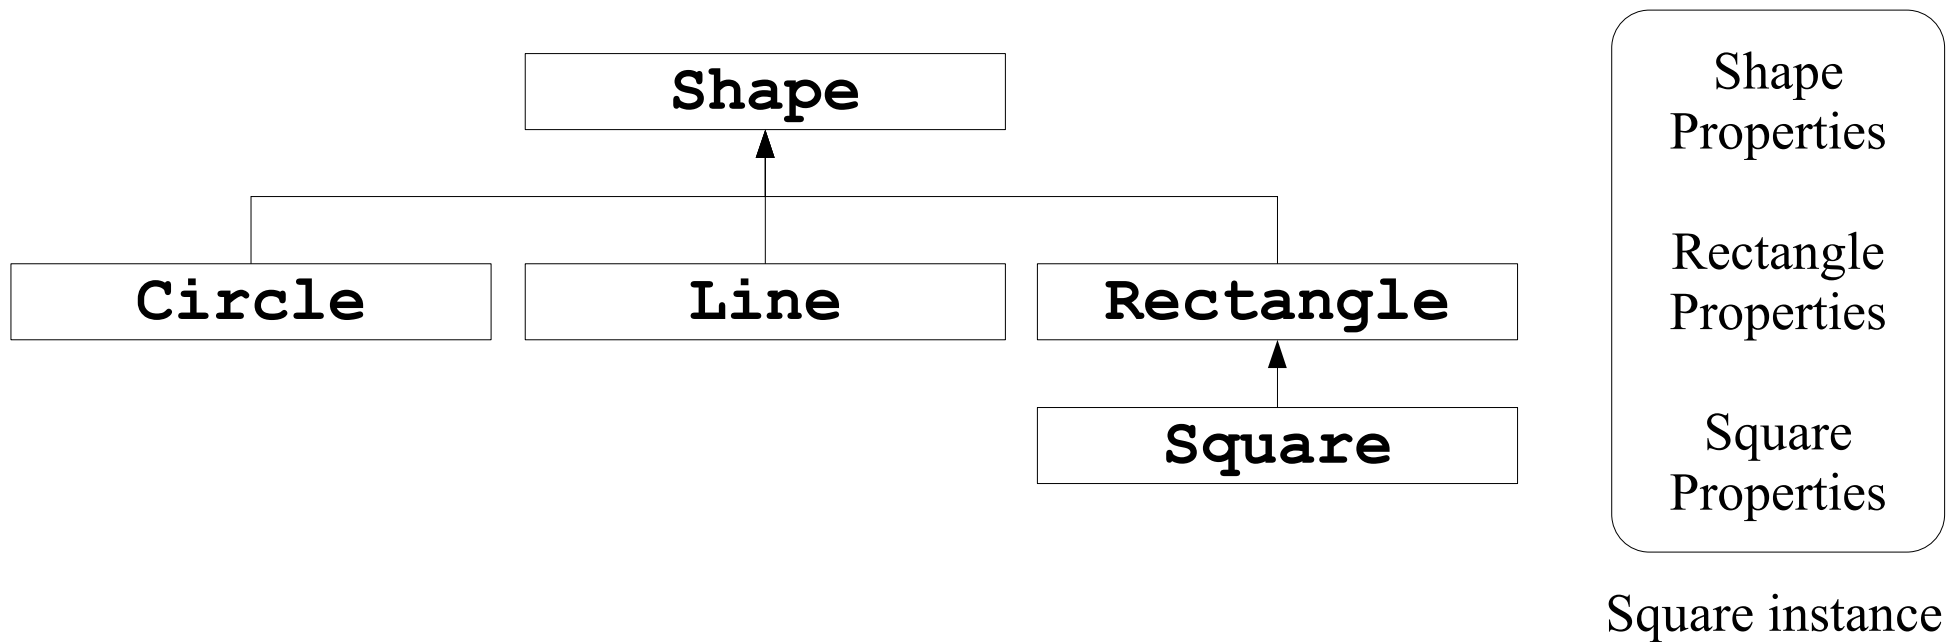 Shape
Circle
Line
Rectangle
Square
Shape
Properties
Rectangle
Properties
Square
Properties
Square instance